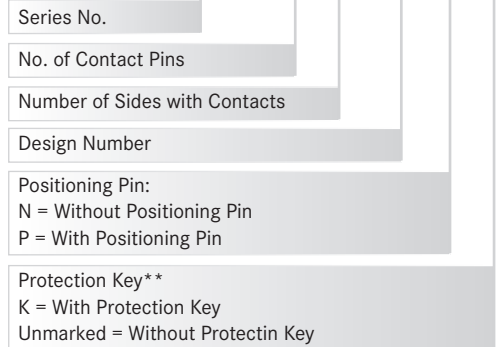 Series No.
No. of Contact Pins
Number of Sides with Contacts
Design Number
Positioning Pin:
N = Without Positioning Pin
P = With Positioning Pin
Protection Key**
K = With Protection Key
Unmarked = Without Protectin Key